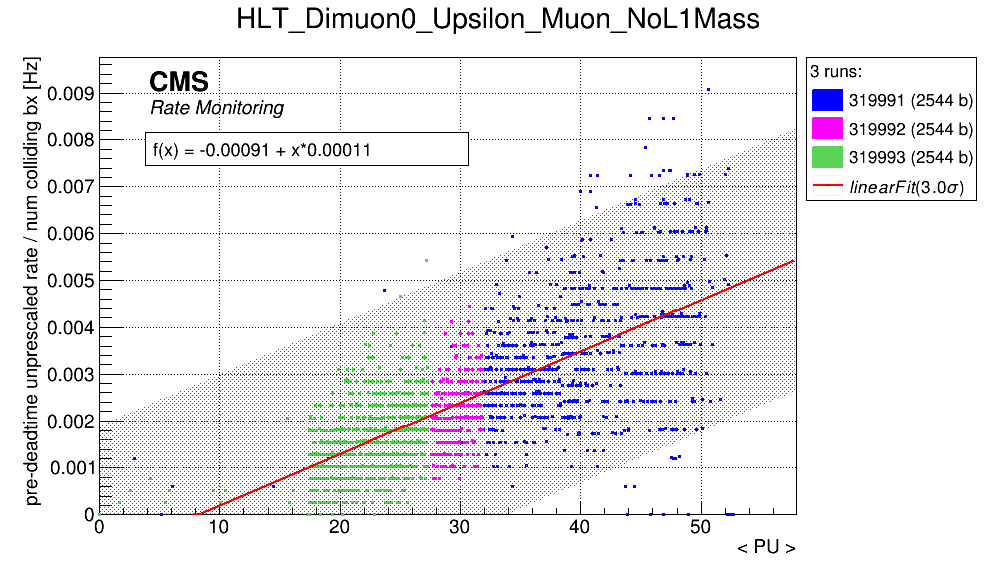 HLT_Dimuon0_Upsilon_Muon_NoL1Mass
pre-deadtime unprescaled rate / num colliding bx [Hz]
CMS
Rate Monitoring
f(x) = -0.00091 + x*0.00011
0.009
0.008
0.007
0.006
0.005
0.004
0.003
0.002
0.001
0
0 10 20 30 40 50
< PU >
3 runs:
319991 (2544 b)
319992 (2544 b)
319993 (2544 b)
linearFit(3.0σ)